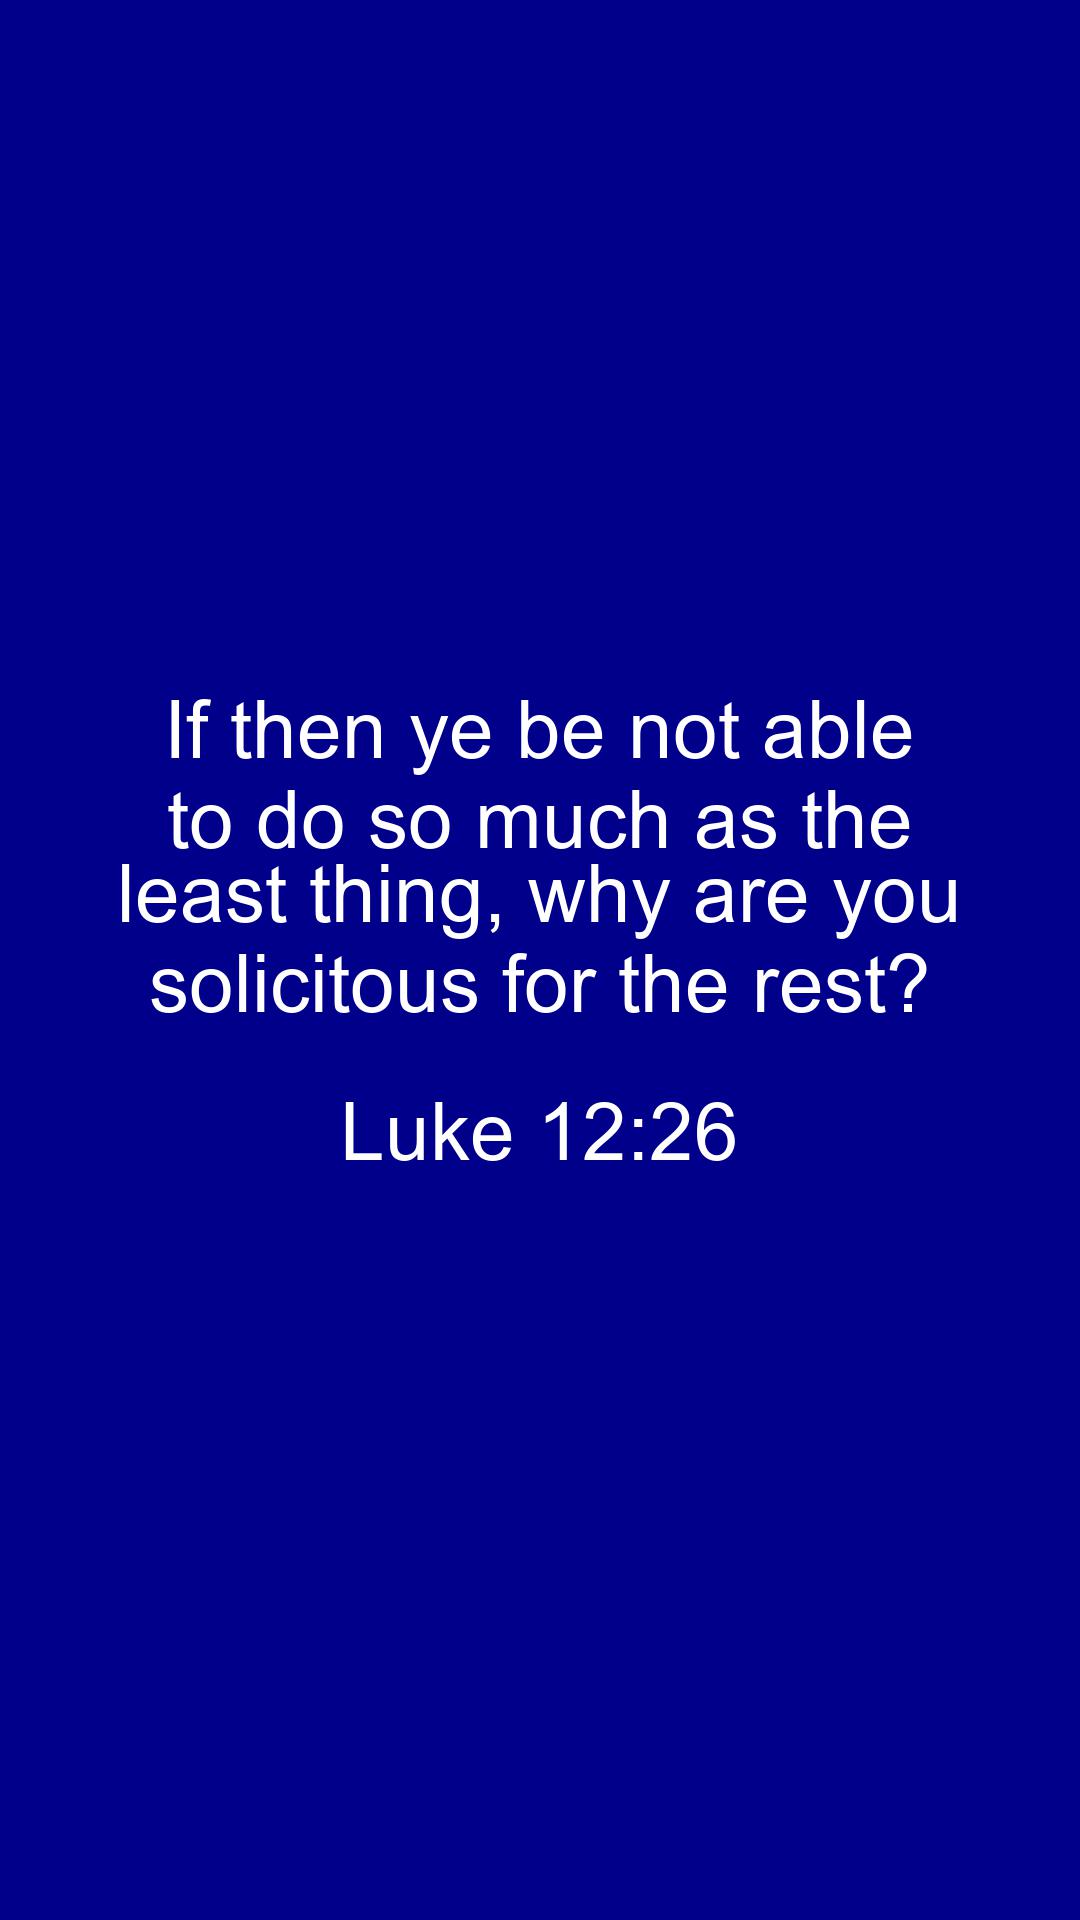 If then ye be not able
to do so much as the
least thing, why are you
solicitous for the rest?
Luke 12:26